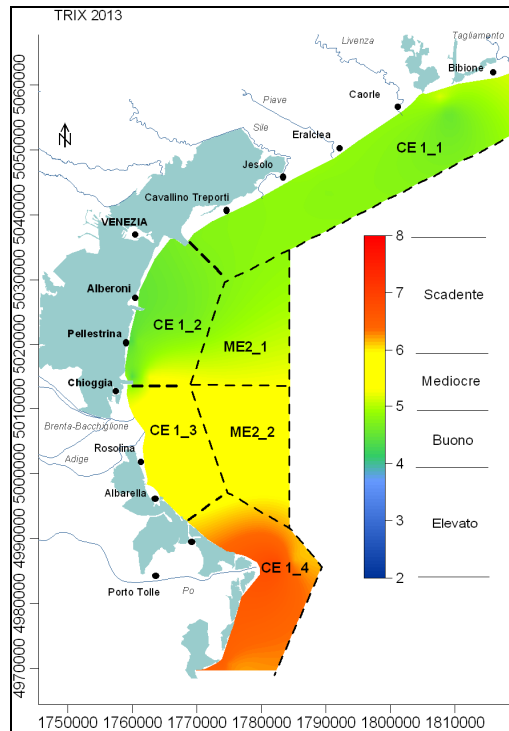 TRIX 2013
Tagliamento
Livenza
Bibione
Caorle
Piave
Eralclea
Sile
Jesolo
CE 1_1
Cavallino Treporti
VENEZIA
Alberoni
CE 1_2
Pellestrina
ME2_1
Chioggia
Brenta-Bacchiglione
CE 1_3
ME2_2
Adige
Rosolina
Albarella
CE 1_4
Porto Tolle
Po
8
7
6
5
4
3
2
Scadente
Mediocre
Buono
Elevato
5060000
5050000
5040000
5030000
5020000
5010000
5000000
4990000
4980000
4970000
1750000 1760000 1770000 1780000 1790000 1800000 1810000
N